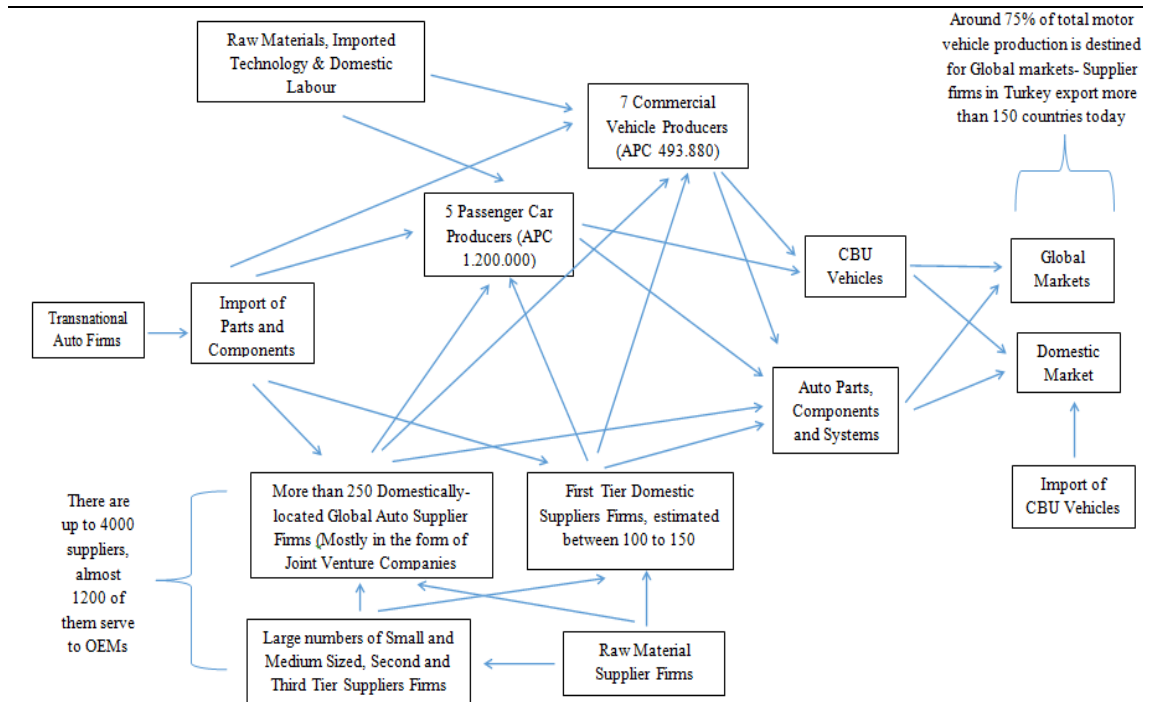 Around 75% of total motor
vehicle production is destined
for Global markets- Supplier
firms in Turkey export more
than 150 countries today
Raw Materials, Imported
Technology & Domestic
Labour
7 Commercial
Vehicle Producers
(APC 493.880)
5 Passenger Car
Producers (APC
1.200.000)
CBU
Vehicles
Global
Markets
Transnational
Auto Firms
Import of
Parts and
Components
Domestic
Market
Auto Parts,
Components
and Systems
Import of
CBU Vehicles
There are
up to 4000
suppliers,
almost
1200 of
them serve
to OEMs
More than 250 Domestically-
located Global Auto Supplier
Firms (Mostly in the form of
Joint Venture Companies
First Tier Domestic
Suppliers Firms, estimated
between 100 to 150
Large numbers of Small and
Medium Sized, Second and
Third Tier Suppliers Firms
Raw Material
Supplier Firms